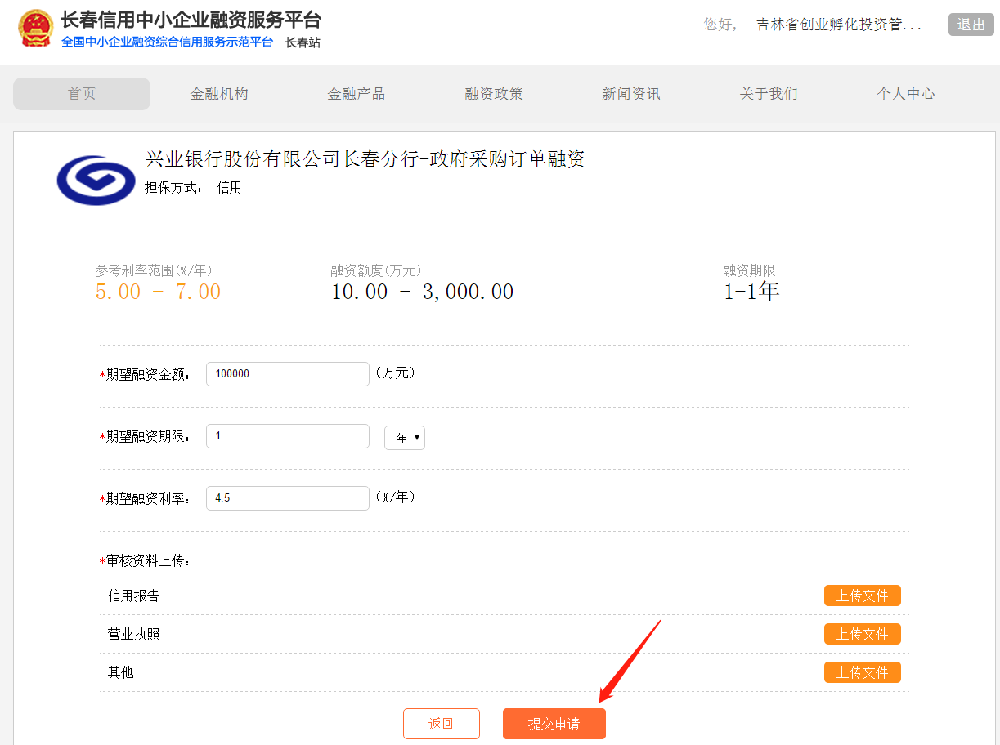 长春信用中小企业融资服务平台
全国中小企业融资综合信用服务示范平台 长春站
您好, 吉林省创业孵化投资管... 退出
首页 金融机构 金融产品 融资政策 新闻资讯 关于我们 个人中心
兴业银行股份有限公司长春分行-政府采购订单融资
担保方式： 信用
参考利率范围(%/年) 融资额度(万元) 融资期限
5.00 - 7.00 10.00 - 3,000.00 1-1年
*期望融资金额： 100000 (万元)
*期望融资期限： 1 年
*期望融资利率： 4.5 (%/年)
*审核资料上传：
信用报告 上传文件
营业执照 上传文件
其他 上传文件
返回 提交申请